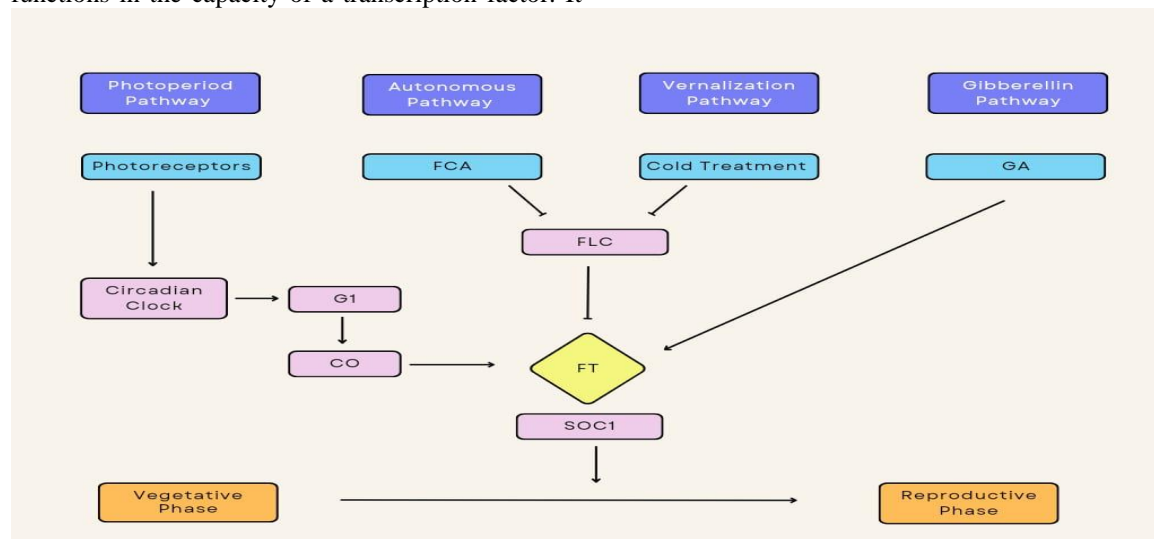 functions in the capacity of a transcription factor. It
Photoperiod
Pathway
Autonomous
Pathway
Vernalization
Pathway
Gibberellin
Pathway
Photoreceptors
FCA
Cold Treatment
GA
FLC
Circadian
Clock
G1
CO
FT
SOC1
Vegetative
Phase
Reproductive
Phase